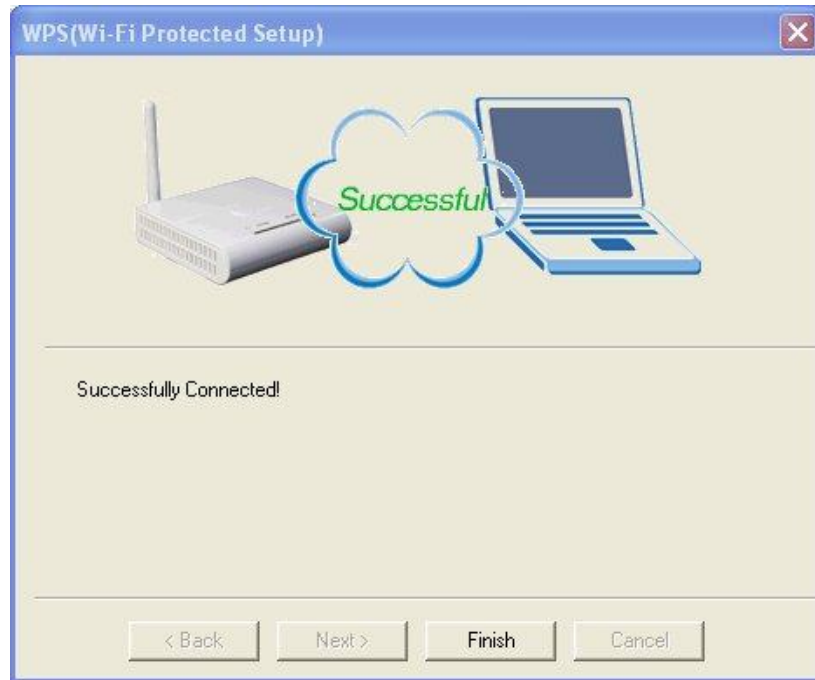 WPS(Wi-Fi Protected Setup)
Successful
Successfully Connected!
< Back Next > Finish Cancel